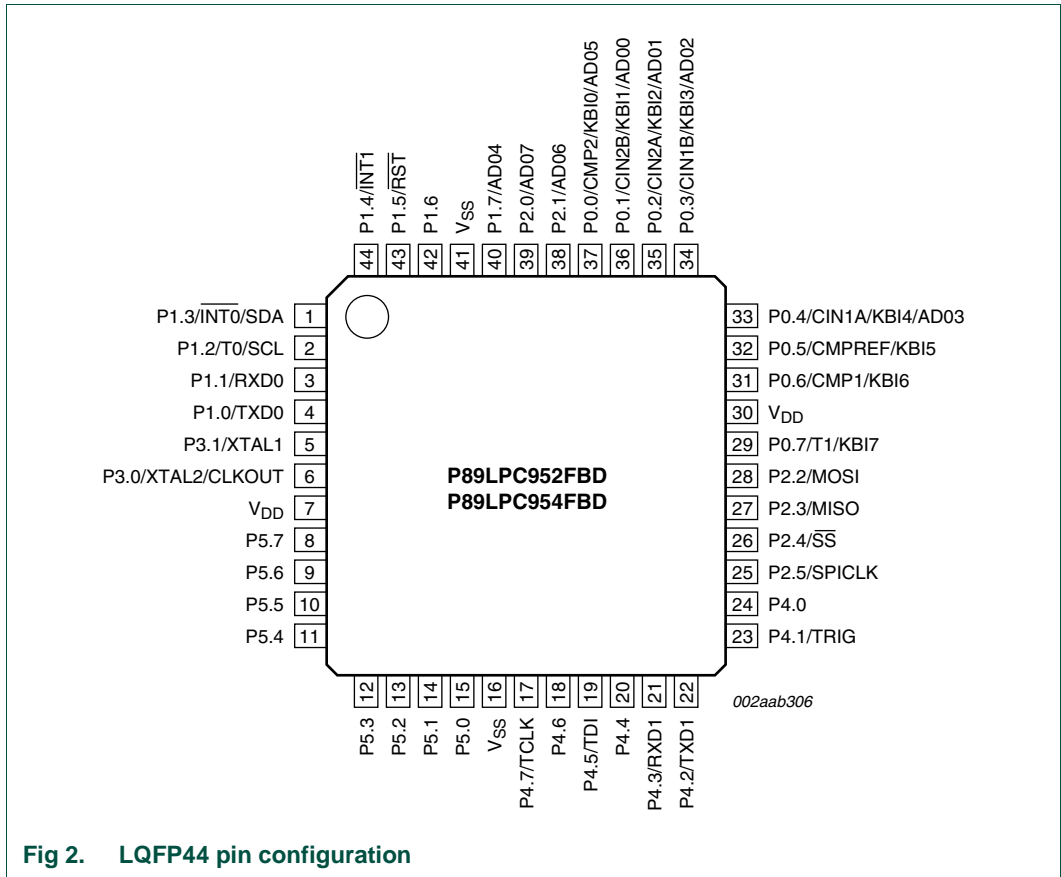 P1.4/INT1
P1.5/RST
P1.6
VSS
P1.7/AD04
P2.0/AD07
P2.1/AD06
P0.0/CMP2/KBI0/AD05
P0.1/CIN2B/KBI1/AD00
P0.2/CIN2A/KBI2/AD01
P0.3/CIN1B/KBI3/AD02
44 43 42 41 40 39 38 37 36 35 34
P1.3/INT0/SDA 1
P1.2/T0/SCL 2
P1.1/RXD0 3
P1.0/TXD0 4
P3.1/XTAL1 5
P3.0/XTAL2/CLKOUT 6
VDD 7
P5.7 8
P5.6 9
P5.5 10
P5.4 11
P89LPC952FBD
P89LPC954FBD
33 P0.4/CIN1A/KBI4/AD03
32 P0.5/CMPREF/KBI5
31 P0.6/CMP1/KBI6
30 VDD
29 P0.7/T1/KBI7
28 P2.2/MOSI
27 P2.3/MISO
26 P2.4/SS
25 P2.5/SPICLK
24 P4.0
23 P4.1/TRIG
12 13 14 15 16 17 18 19 20 21 22
P5.3
P5.2
P5.1
P5.0
VSS
P4.7/TCLK
P4.6
P4.5/TDI
P4.4
P4.3/RXD1
P4.2/TXD1
002aab306
Fig 2. LQFP44 pin configuration